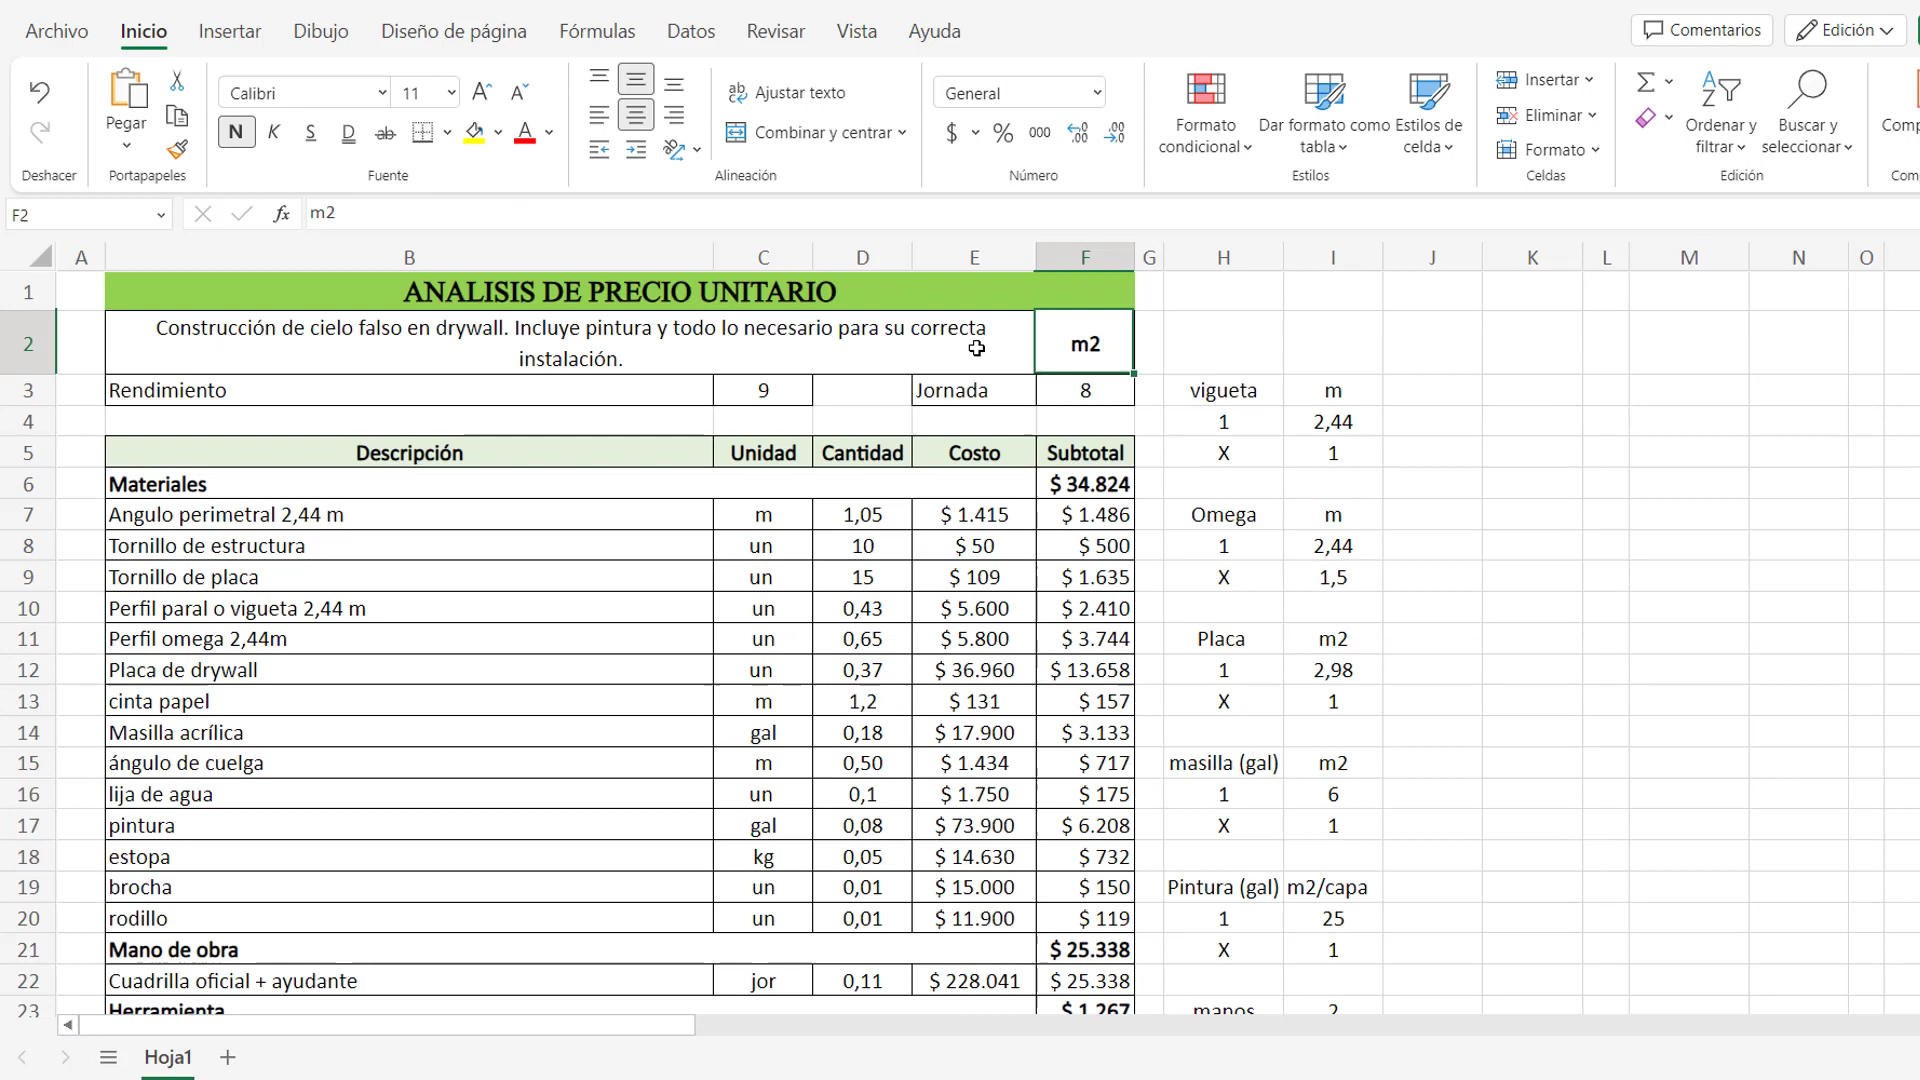 Archivo Inicio Insertar Dibujo Diseño de página Fórmulas Datos Revisar Vista Ayuda Comentarios Edición
Pegar Calibri 11 Ajustar texto General Formato condicional Dar formato como tabla Estilos de celda Insertar Ordenar y filtrar Buscar y seleccionar
N K S D ab Combinar y centrar $ % 000 Eliminar
Formato
Deshacer Portapapeles Fuente Alineación Número Estilos Celdas Edición
F2 fx m2
A B C D E F G H I J K L M N O
1 ANALISIS DE PRECIO UNITARIO
2 Construcción de cielo falso en drywall. Incluye pintura y todo lo necesario para su correcta m2
instalación.
3 Rendimiento 9 Jornada 8 vigueta m
4 1 2,44
5 Descripción Unidad Cantidad Costo Subtotal X 1
6 Materiales $ 34.824
7 Angulo perimetral 2,44 m m 1,05 $ 1.415 $ 1.486 Omega m
8 Tornillo de estructura un 10 $ 50 $ 500 1 2,44
9 Tornillo de placa un 15 $ 109 $ 1.635 X 1,5
10 Perfil paral o vigueta 2,44 m un 0,43 $ 5.600 $ 2.410
11 Perfil omega 2,44m un 0,65 $ 5.800 $ 3.744 Placa m2
12 Placa de drywall un 0,37 $ 36.960 $ 13.658 1 2,98
13 cinta papel m 1,2 $ 131 $ 157 X 1
14 Masilla acrílica gal 0,18 $ 17.900 $ 3.133
15 ángulo de cuelga m 0,50 $ 1.434 $ 717 masilla (gal) m2
16 lija de agua un 0,1 $ 1.750 $ 175 1 6
17 pintura gal 0,08 $ 73.900 $ 6.208 X 1
18 estopa kg 0,05 $ 14.630 $ 732
19 brocha un 0,01 $ 15.000 $ 150 Pintura (gal) m2/capa
20 rodillo un 0,01 $ 11.900 $ 119 1 25
21 Mano de obra $ 25.338 X 1
22 Cuadrilla oficial + ayudante jor 0,11 $ 228.041 $ 25.338
23 Herramienta $ 1.267 manos 2
Hoja1